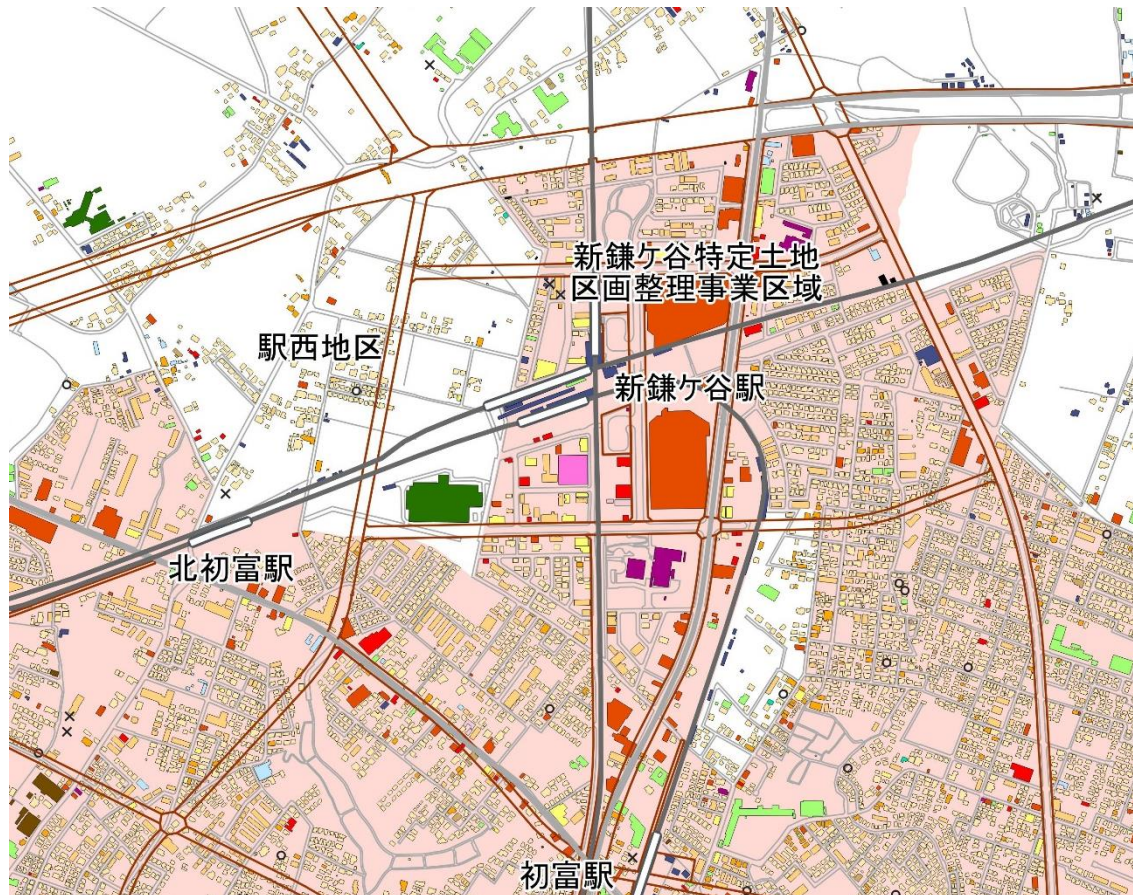 新鎌ケ谷特定土地
区画整理事業区域
駅西地区
新鎌ケ谷駅
北初富駅
初富駅